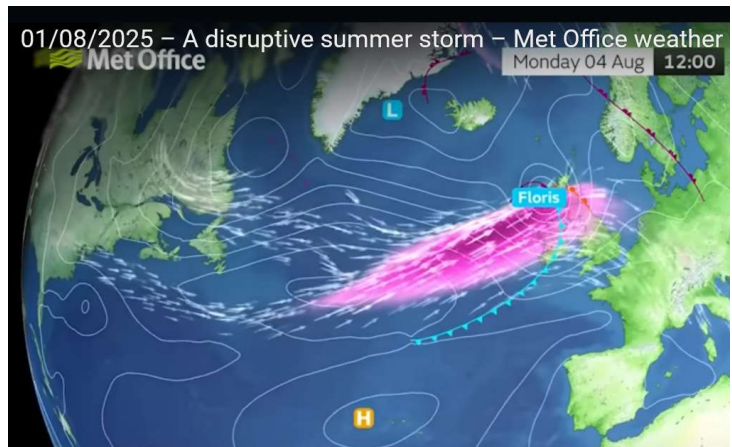 01/08/2025 – A disruptive summer storm – Met Office weather
Met Office
Monday 04 Aug 12:00
L
Floris
H